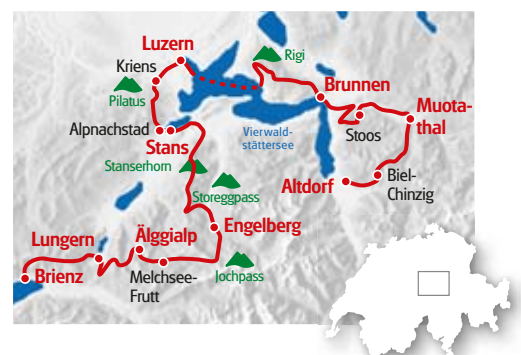 Luzern
Rigi
Kriens
Pilatus
Brunnen
Muota-
thal
Stoos
Alpnachstad
Stans
Vierwald-
stättersee
Stanserhorn
Biel-
Chinzig
Altdorf
Storeggpass
Engelberg
Älggialp
Lungern
Jochpass
Melchsee-
Frutt
Brienz